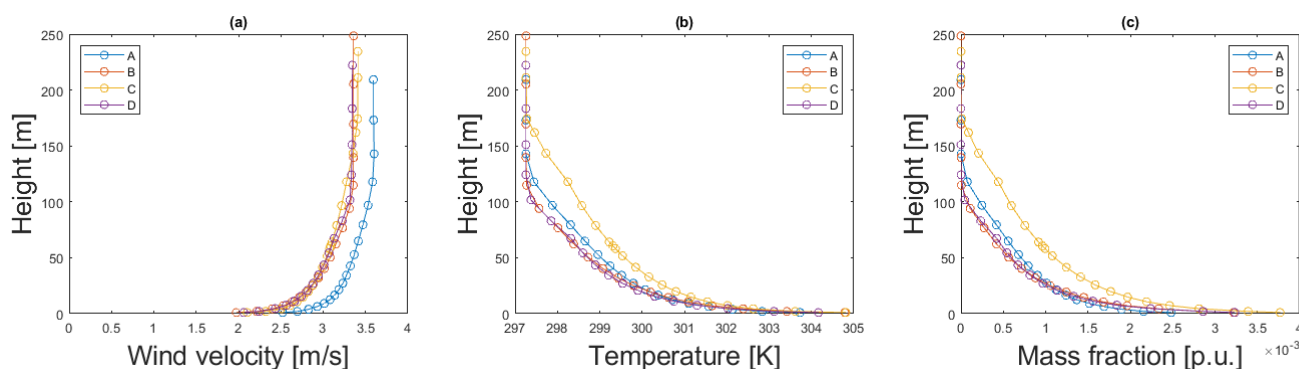 (a)
250
200
150
100
50
0
Height [m]
0 0.5 1 1.5 2 2.5 3 3.5 4
Wind velocity [m/s]
A
B
C
D
(b)
250
200
150
100
50
0
Height [m]
297 298 299 300 301 302 303 304 305
Temperature [K]
A
B
C
D
(c)
250
200
150
100
50
0
Height [m]
0 0.5 1 1.5 2 2.5 3 3.5 4
Mass fraction [p.u.]
×10⁻³
A
B
C
D